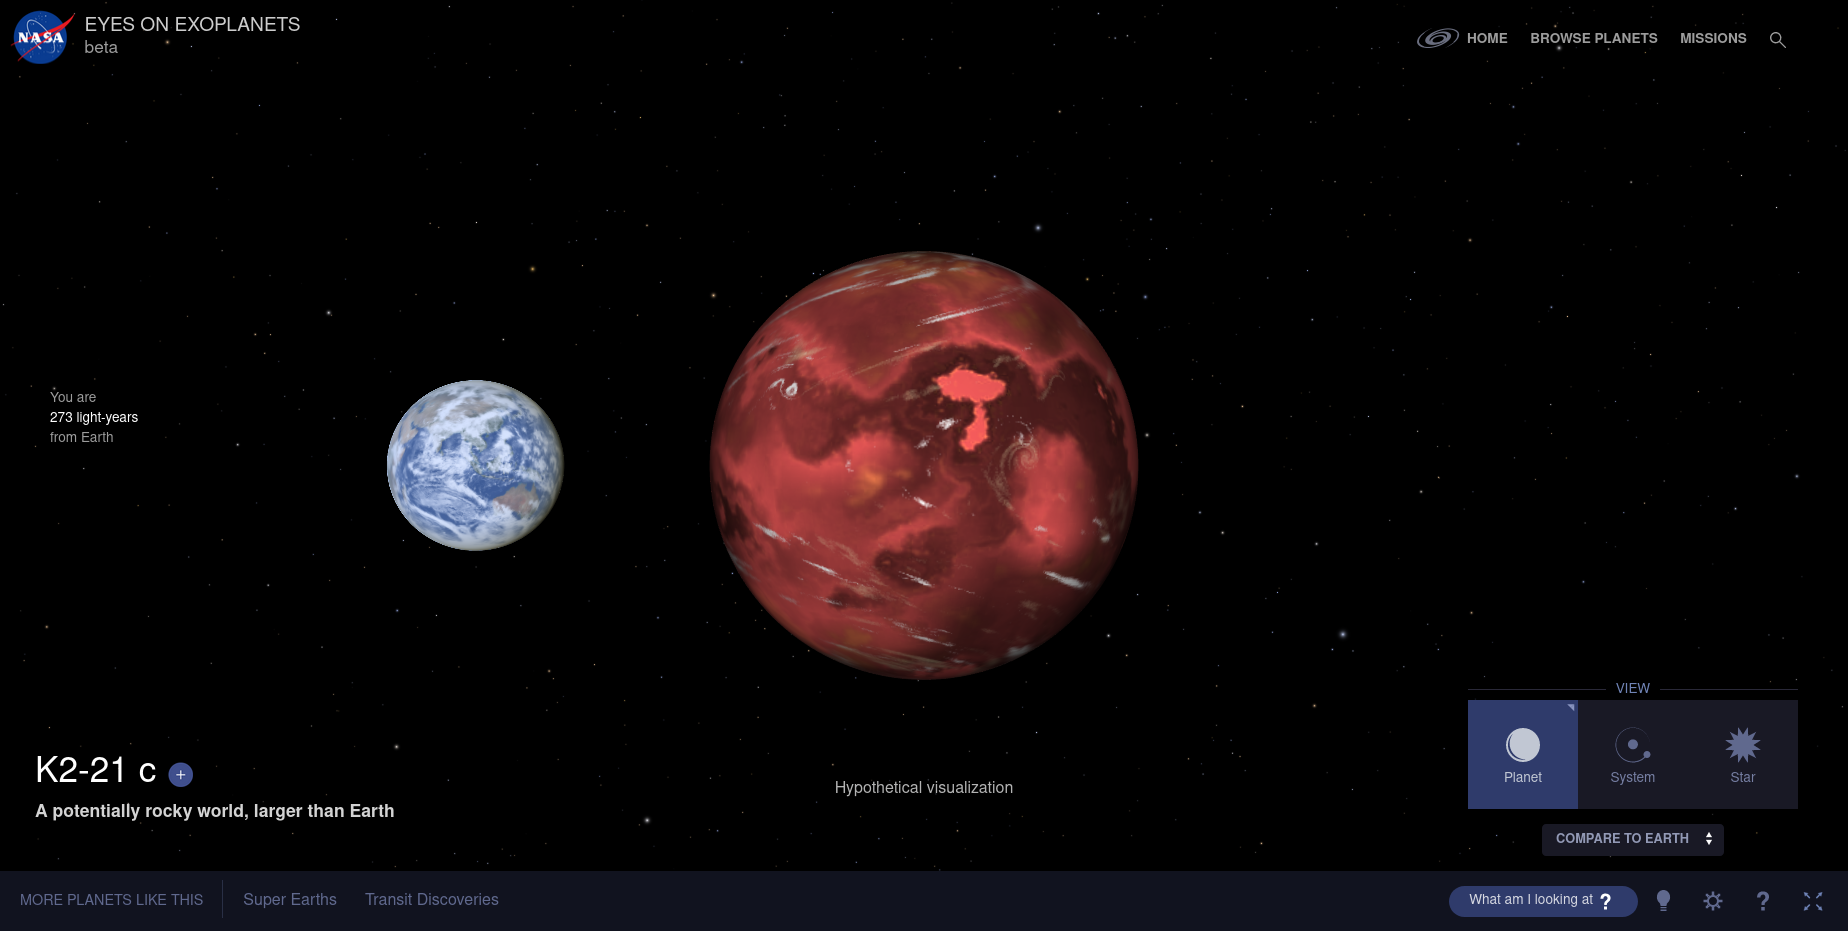 NASA
EYES ON EXOPLANETS
beta
HOME
BROWSE PLANETS
MISSIONS
You are
273 light-years
from Earth
K2-21 c +
A potentially rocky world, larger than Earth
Hypothetical visualization
VIEW
Planet
System
Star
COMPARE TO EARTH
MORE PLANETS LIKE THIS
Super Earths
Transit Discoveries
What am I looking at ?
?